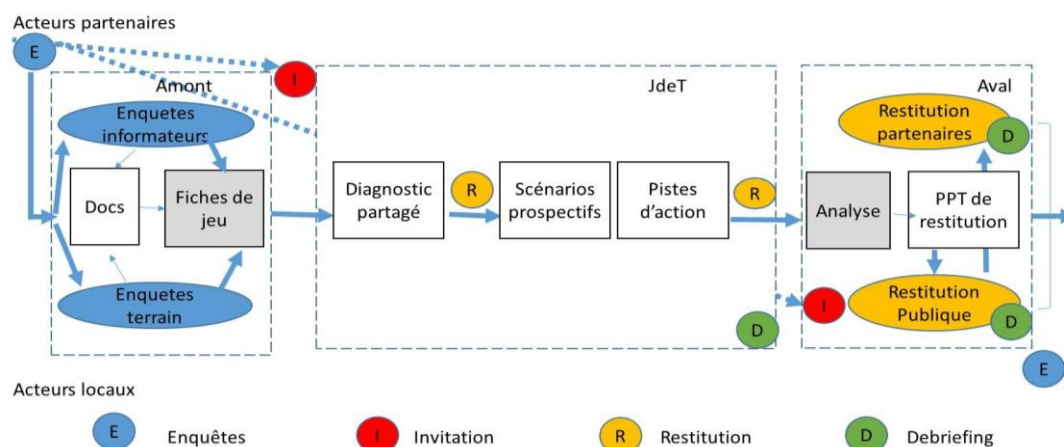 Acteurs partenaires
E
I
Amont
JdeT
Aval
Enquetes
informateurs
Restitution
partenaires
D
Docs
Fiches de
jeu
Diagnostic
partagé
R
Scénarios
prospectifs
Pistes
d'action
R
Analyse
PPT de
restitution
Enquetes
terrain
D
I
Restitution
Publique
D
E
Acteurs locaux
E
Enquêtes
I
Invitation
R
Restitution
D
Debriefing